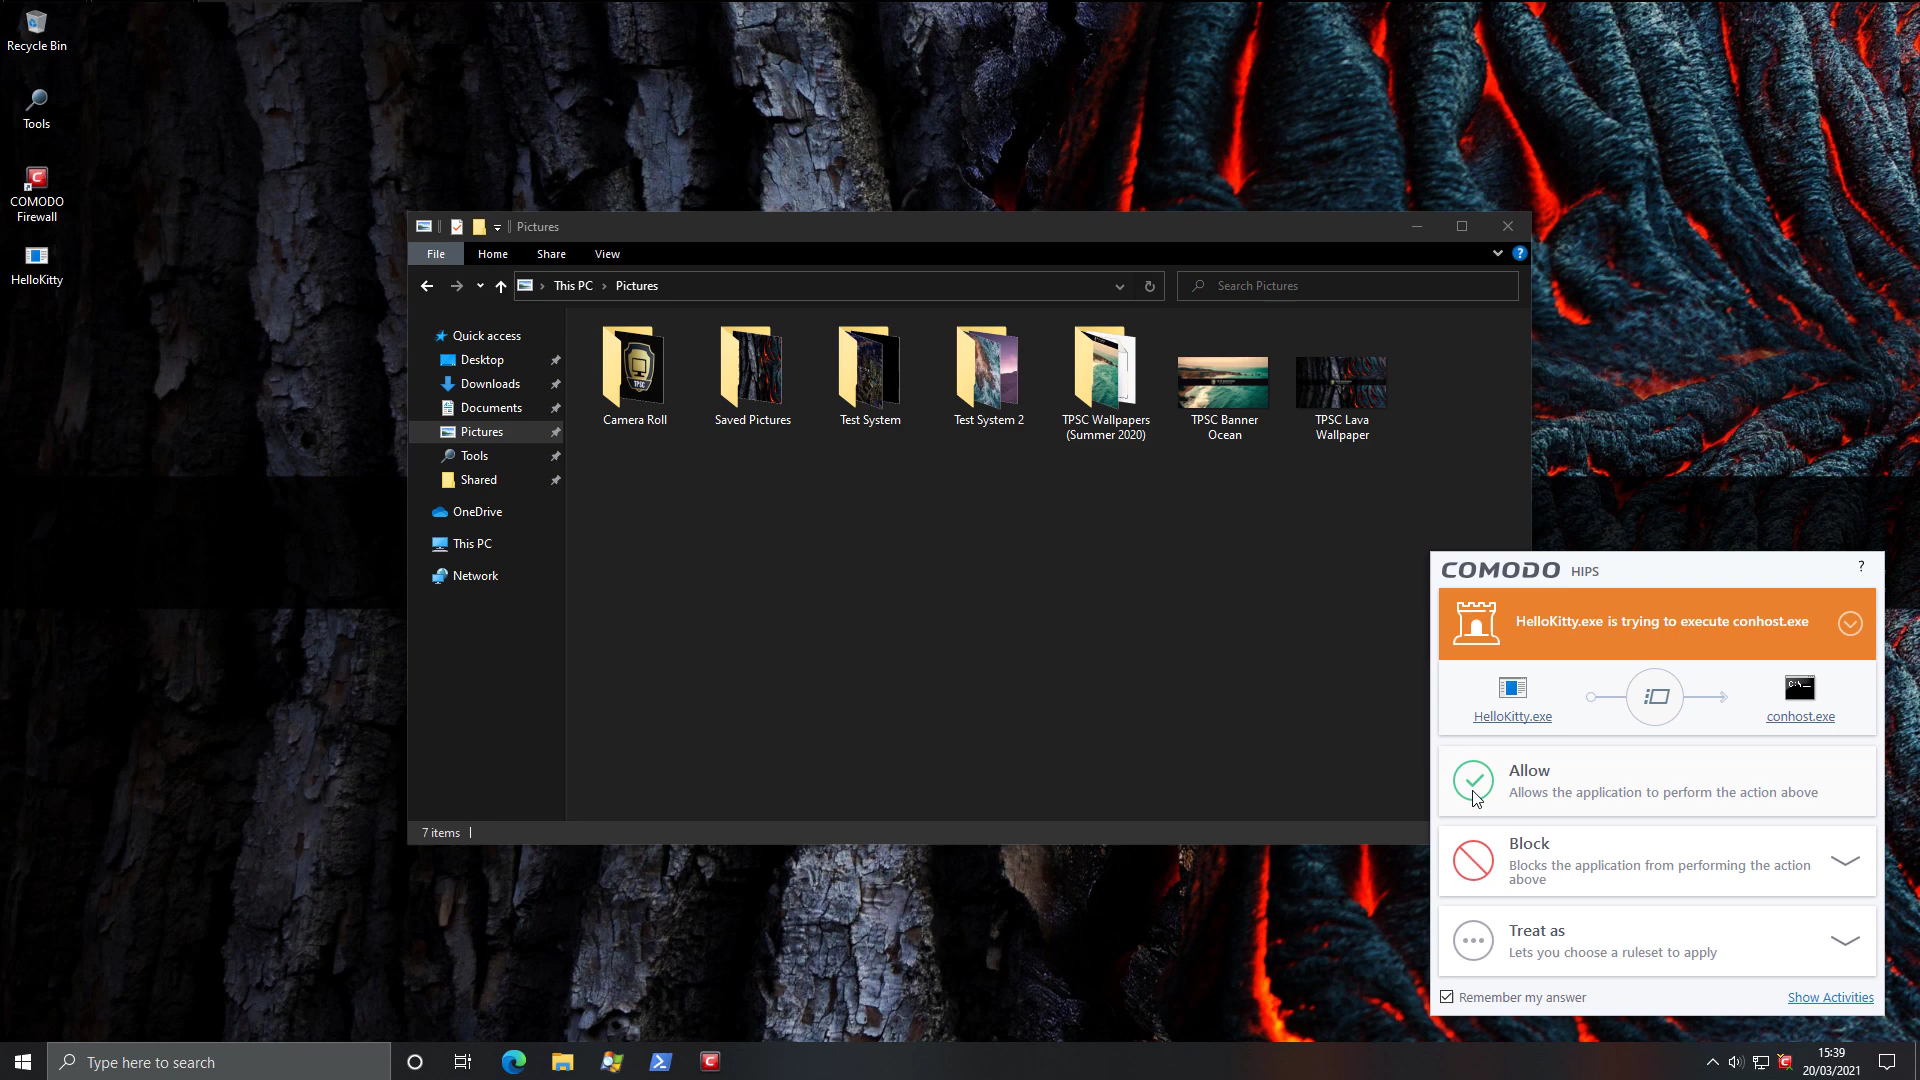 Recycle Bin
Tools
COMODO
Firewall
HelloKitty
Pictures
File
Home
Share
View
This PC
Pictures
Search Pictures
Quick access
Desktop
Downloads
Documents
Pictures
Tools
Shared
OneDrive
This PC
Network
Camera Roll
Saved Pictures
Test System
Test System 2
TPSC Wallpapers
(Summer 2020)
TPSC Banner
Ocean
TPSC Lava
Wallpaper
7 items
COMODO HIPS
?
HelloKitty.exe is trying to execute conhost.exe
HelloKitty.exe
conhost.exe
Allow
Allows the application to perform the action above
Block
Blocks the application from performing the action
above
Treat as
Lets you choose a ruleset to apply
Remember my answer
Show Activities
Type here to search
15:39
20/03/2021